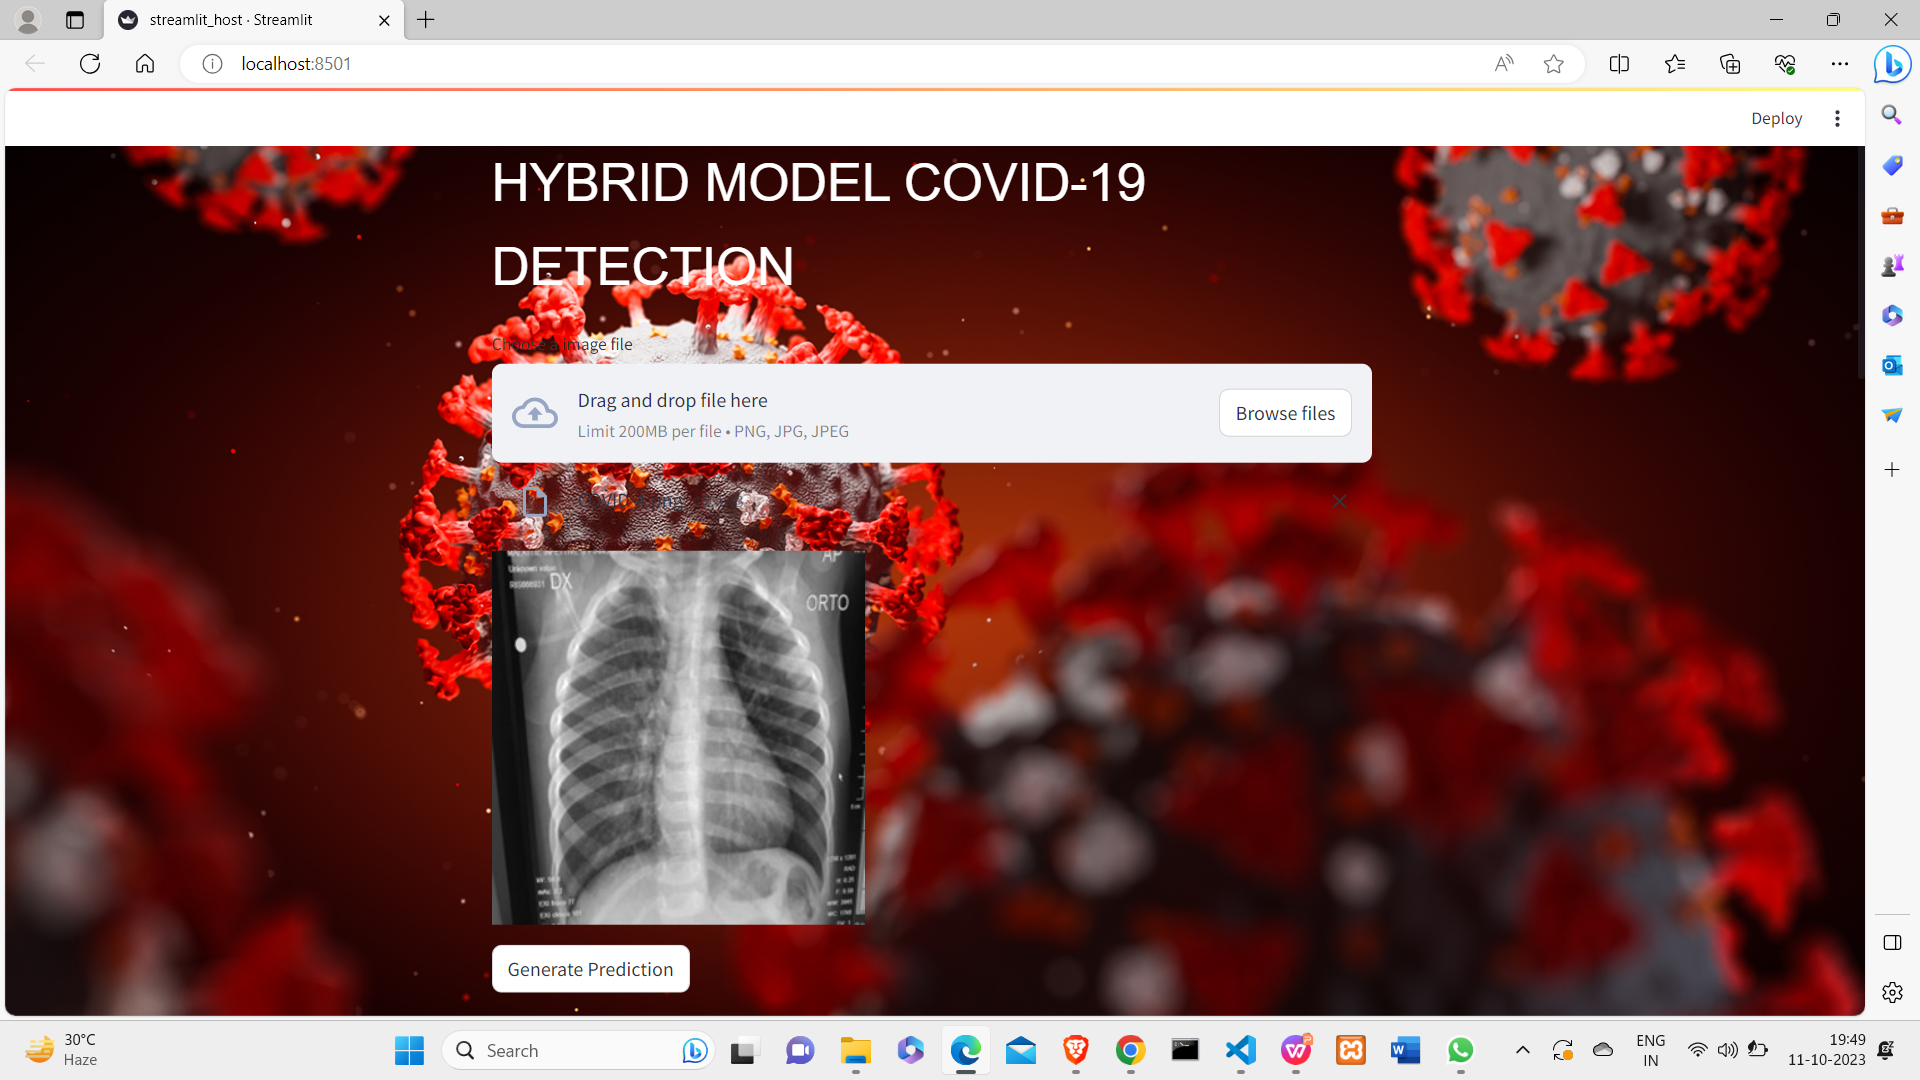 streamlit_host · Streamlit
localhost:8501
Deploy
HYBRID MODEL COVID-19
DETECTION
Choose a image file
Drag and drop file here
Limit 200MB per file • PNG, JPG, JPEG
Browse files
Unknown value
DX
AP
ORTO
Generate Prediction
30°C
Haze
Search
ENG
IN
19:49
11-10-2023